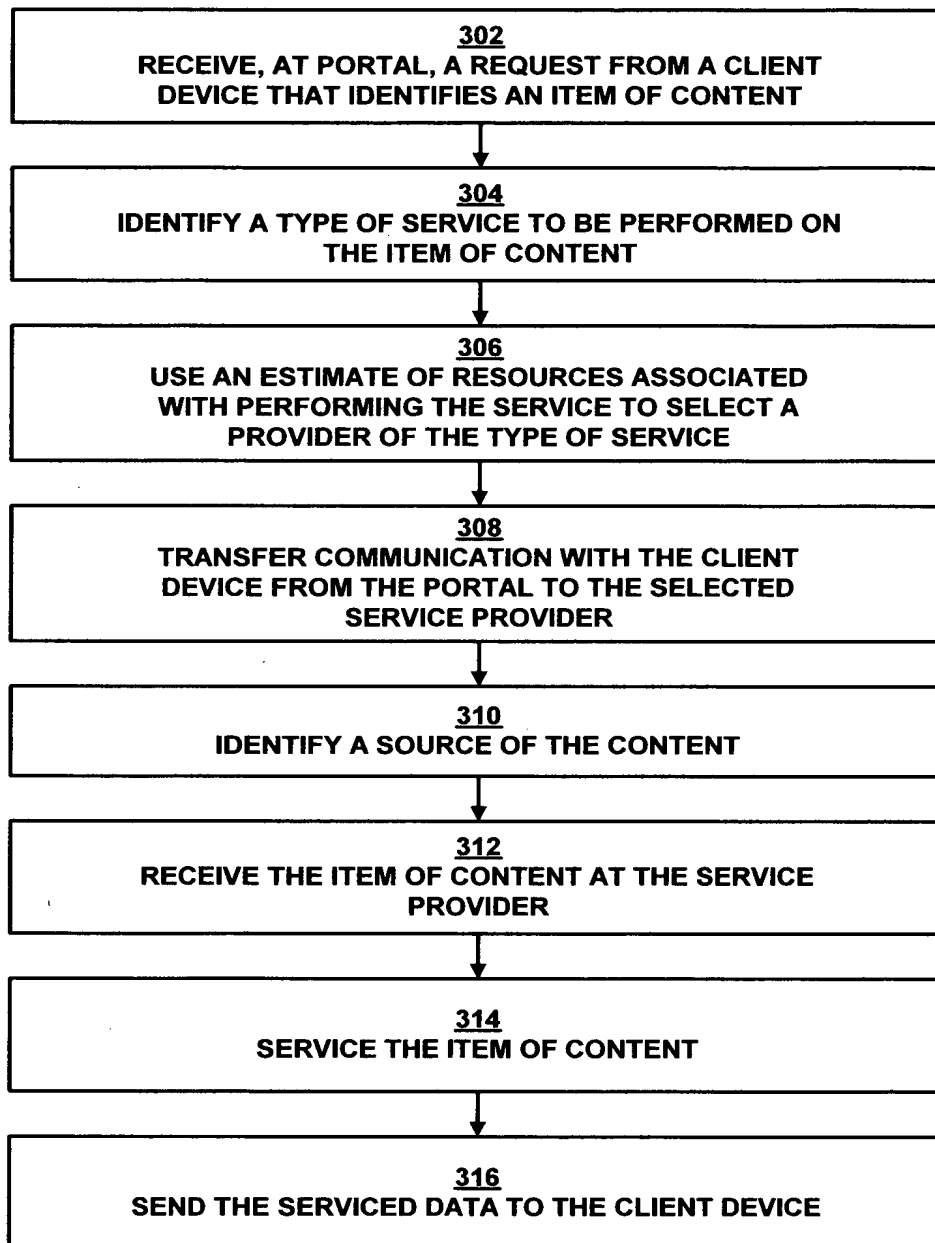 302
RECEIVE, AT PORTAL, A REQUEST FROM A CLIENT
DEVICE THAT IDENTIFIES AN ITEM OF CONTENT
304
IDENTIFY A TYPE OF SERVICE TO BE PERFORMED ON
THE ITEM OF CONTENT
306
USE AN ESTIMATE OF RESOURCES ASSOCIATED
WITH PERFORMING THE SERVICE TO SELECT A
PROVIDER OF THE TYPE OF SERVICE
308
TRANSFER COMMUNICATION WITH THE CLIENT
DEVICE FROM THE PORTAL TO THE SELECTED
SERVICE PROVIDER
310
IDENTIFY A SOURCE OF THE CONTENT
312
RECEIVE THE ITEM OF CONTENT AT THE SERVICE
PROVIDER
314
SERVICE THE ITEM OF CONTENT
316
SEND THE SERVICED DATA TO THE CLIENT DEVICE